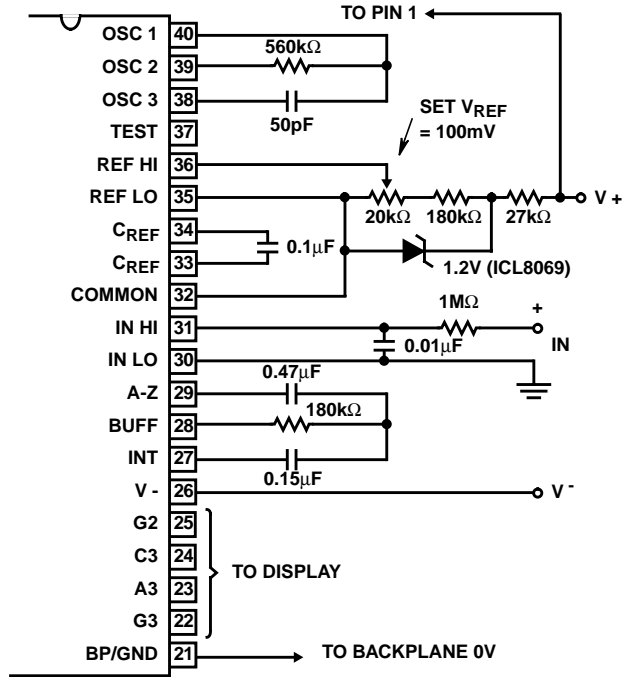 TO PIN 1
OSC 1 40
560kΩ
OSC 2 39
OSC 3 38
50pF
TEST 37
SET VREF
= 100mV
REF HI 36
REF LO 35
20kΩ 180kΩ 27kΩ
V +
CREF 34
0.1µF
CREF 33
1.2V (ICL8069)
COMMON 32
1MΩ
+
IN HI 31
0.01µF
IN
IN LO 30
0.47µF
A-Z 29
180kΩ
BUFF 28
INT 27
0.15µF
V - 26
V -
G2 25
C3 24
TO DISPLAY
A3 23
G3 22
BP/GND 21
TO BACKPLANE 0V